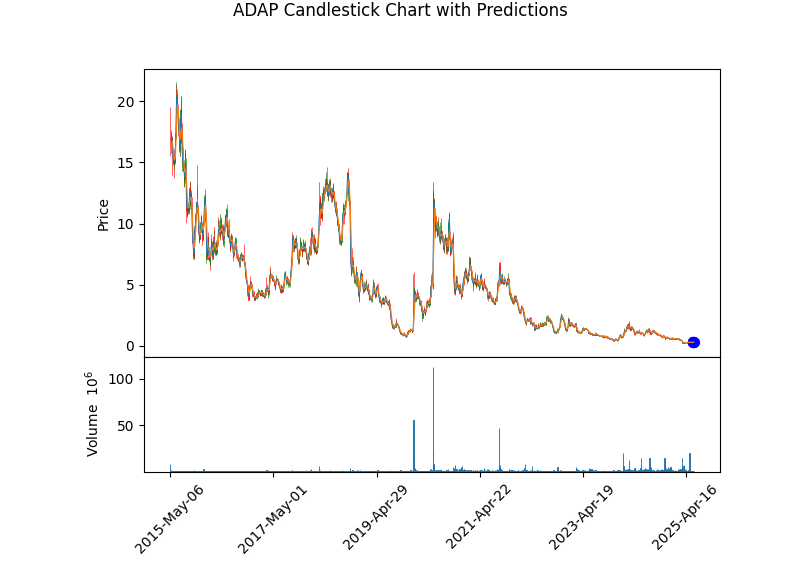 ADAP Candlestick Chart with Predictions
20
15
10
5
0
Price
100
50
Volume 10^6
2015-May-06
2017-May-01
2019-Apr-29
2021-Apr-22
2023-Apr-19
2025-Apr-16